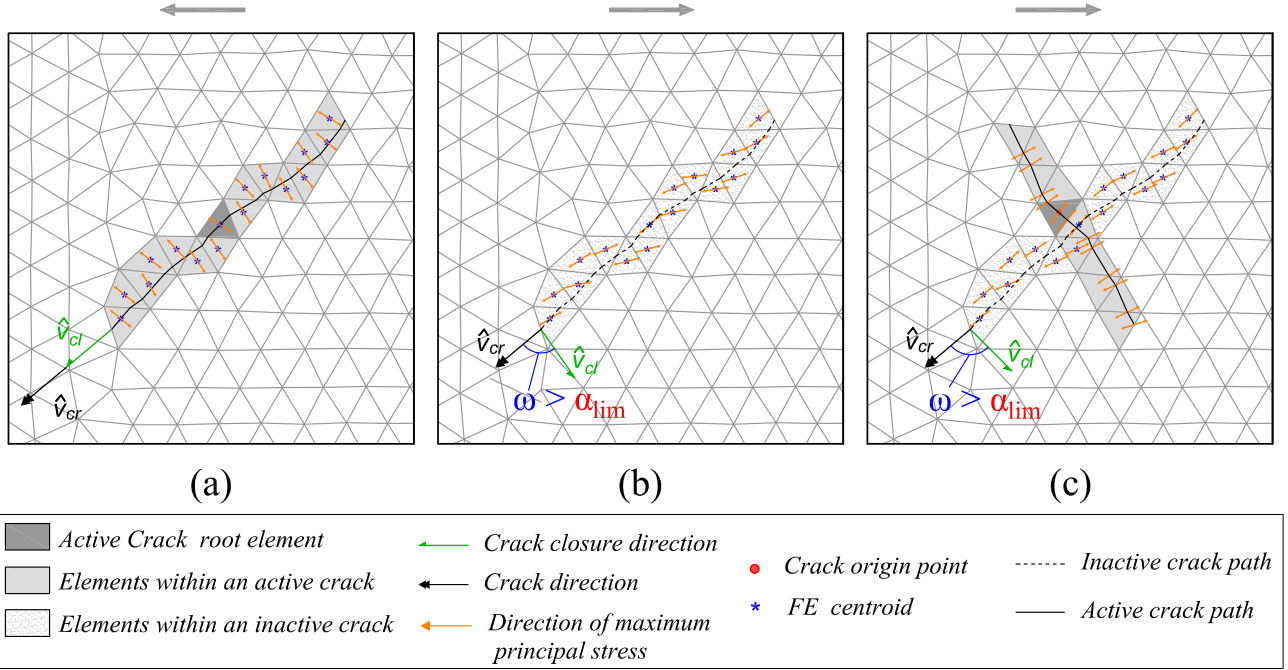 v̂cl
v̂cr
v̂cr
v̂cl
ω > αlim
v̂cr
v̂cl
ω > αlim
(a)
(b)
(c)
Active Crack root element
Elements within an active crack
Elements within an inactive crack
Crack closure direction
Crack direction
Direction of maximum
principal stress
Crack origin point
FE centroid
Inactive crack path
Active crack path